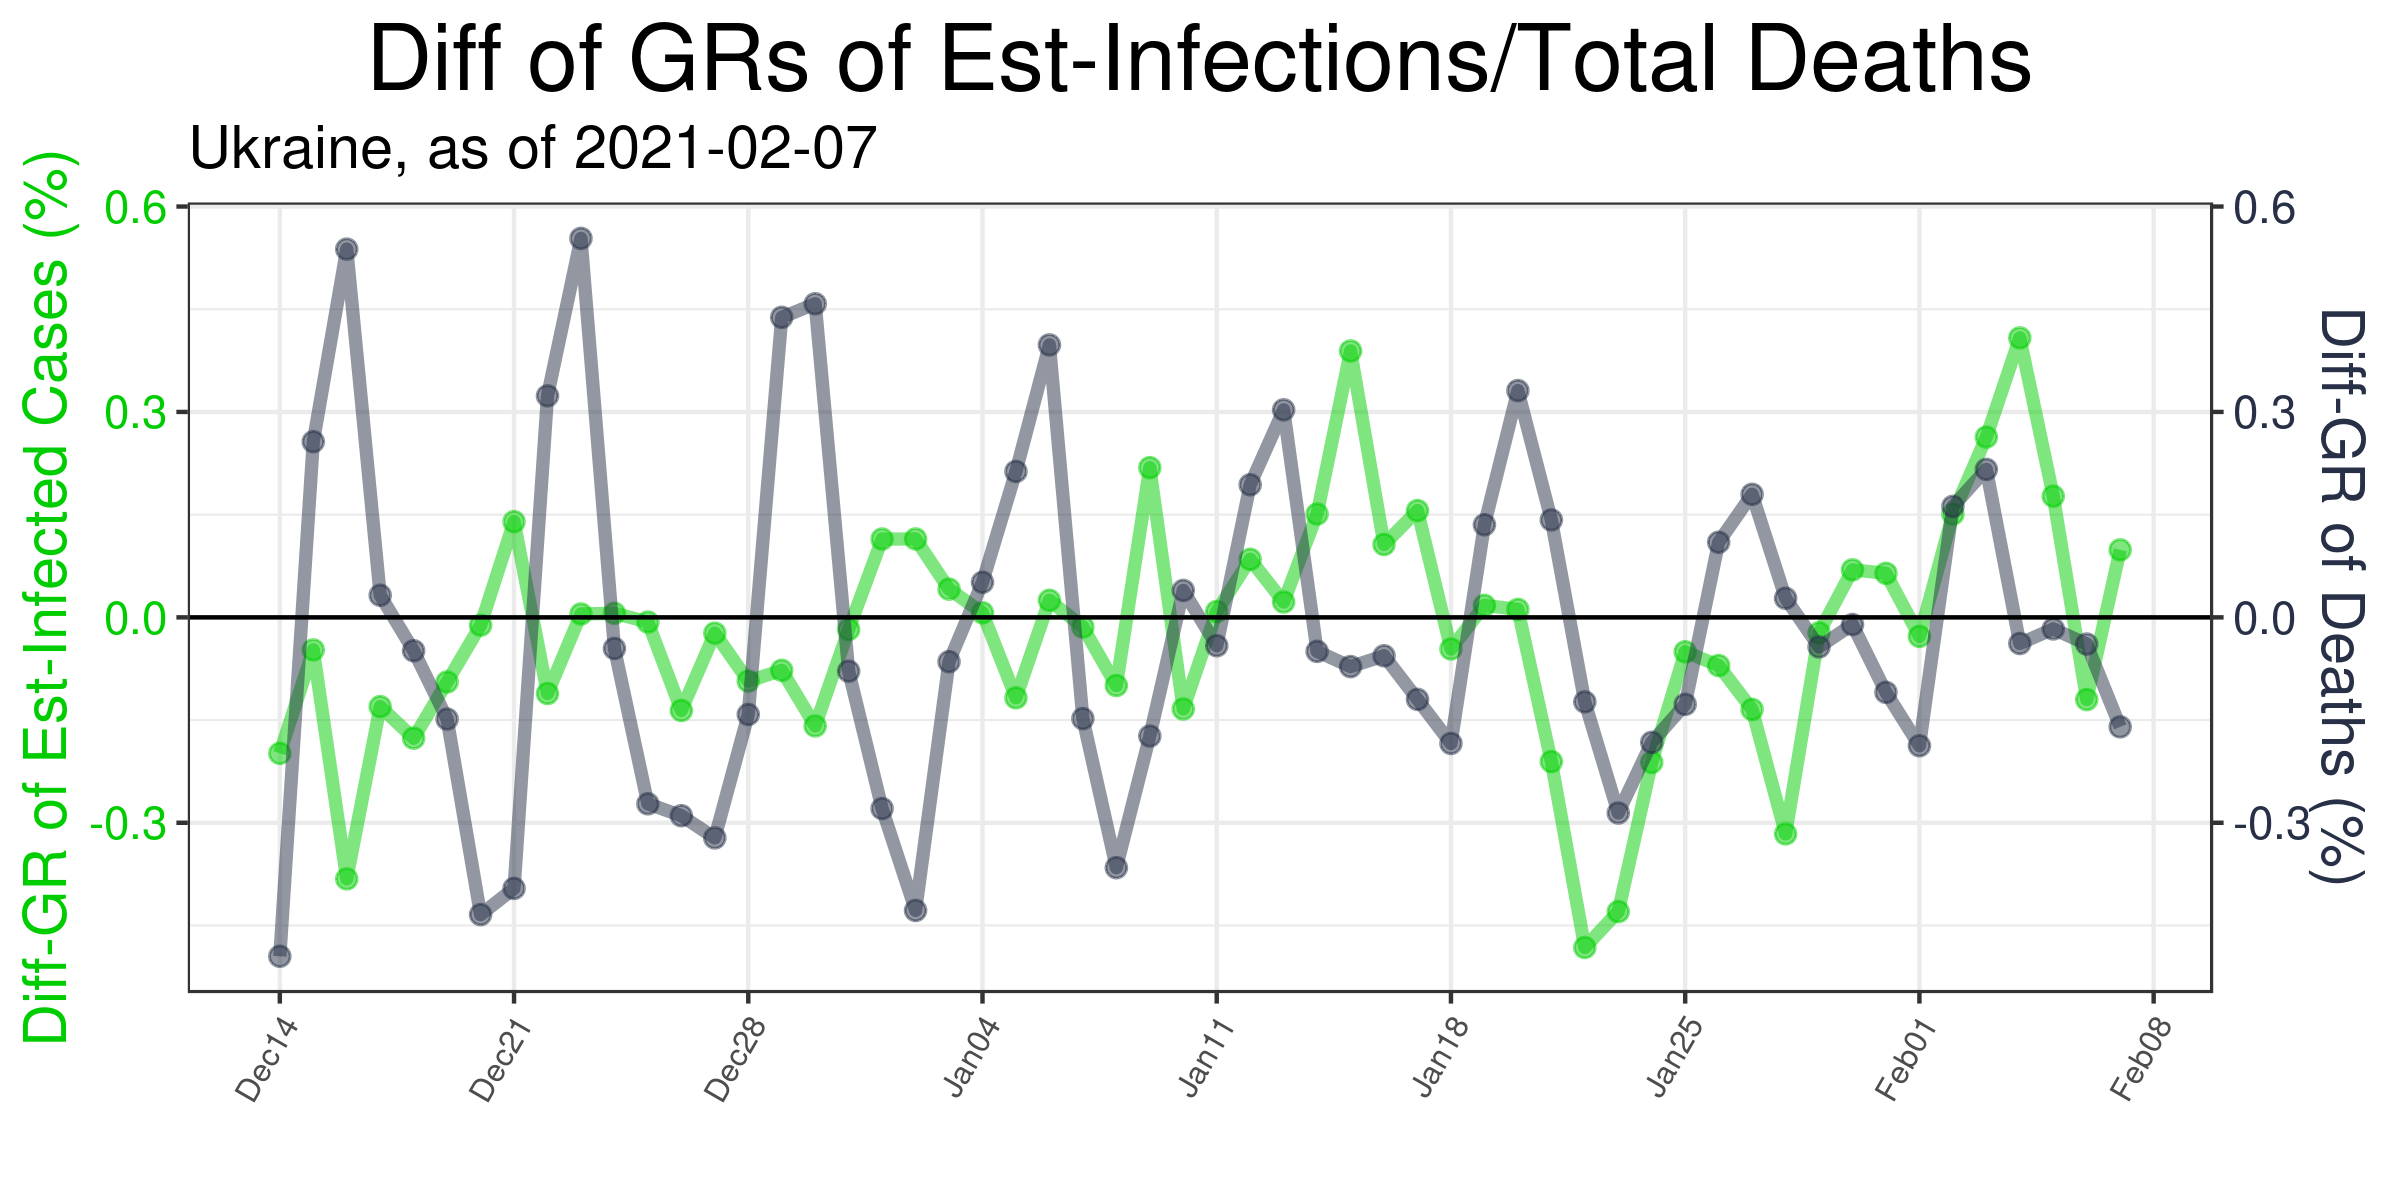 Diff of GRs of Est-Infections/Total Deaths
Ukraine, as of 2021-02-07
Diff-GR of Est-Infected Cases (%)
0.6
0.3
0.0
-0.3
0.6
0.3
0.0
-0.3
Diff-GR of Deaths (%)
Dec14
Dec21
Dec28
Jan04
Jan11
Jan18
Jan25
Feb01
Feb08